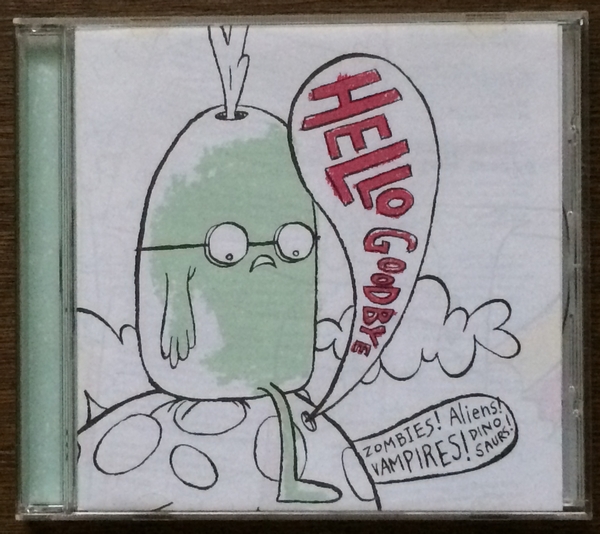 HELLO GOODBYE
ZOMBIES! Aliens!
VAMPIRES! DINO
SAURS!